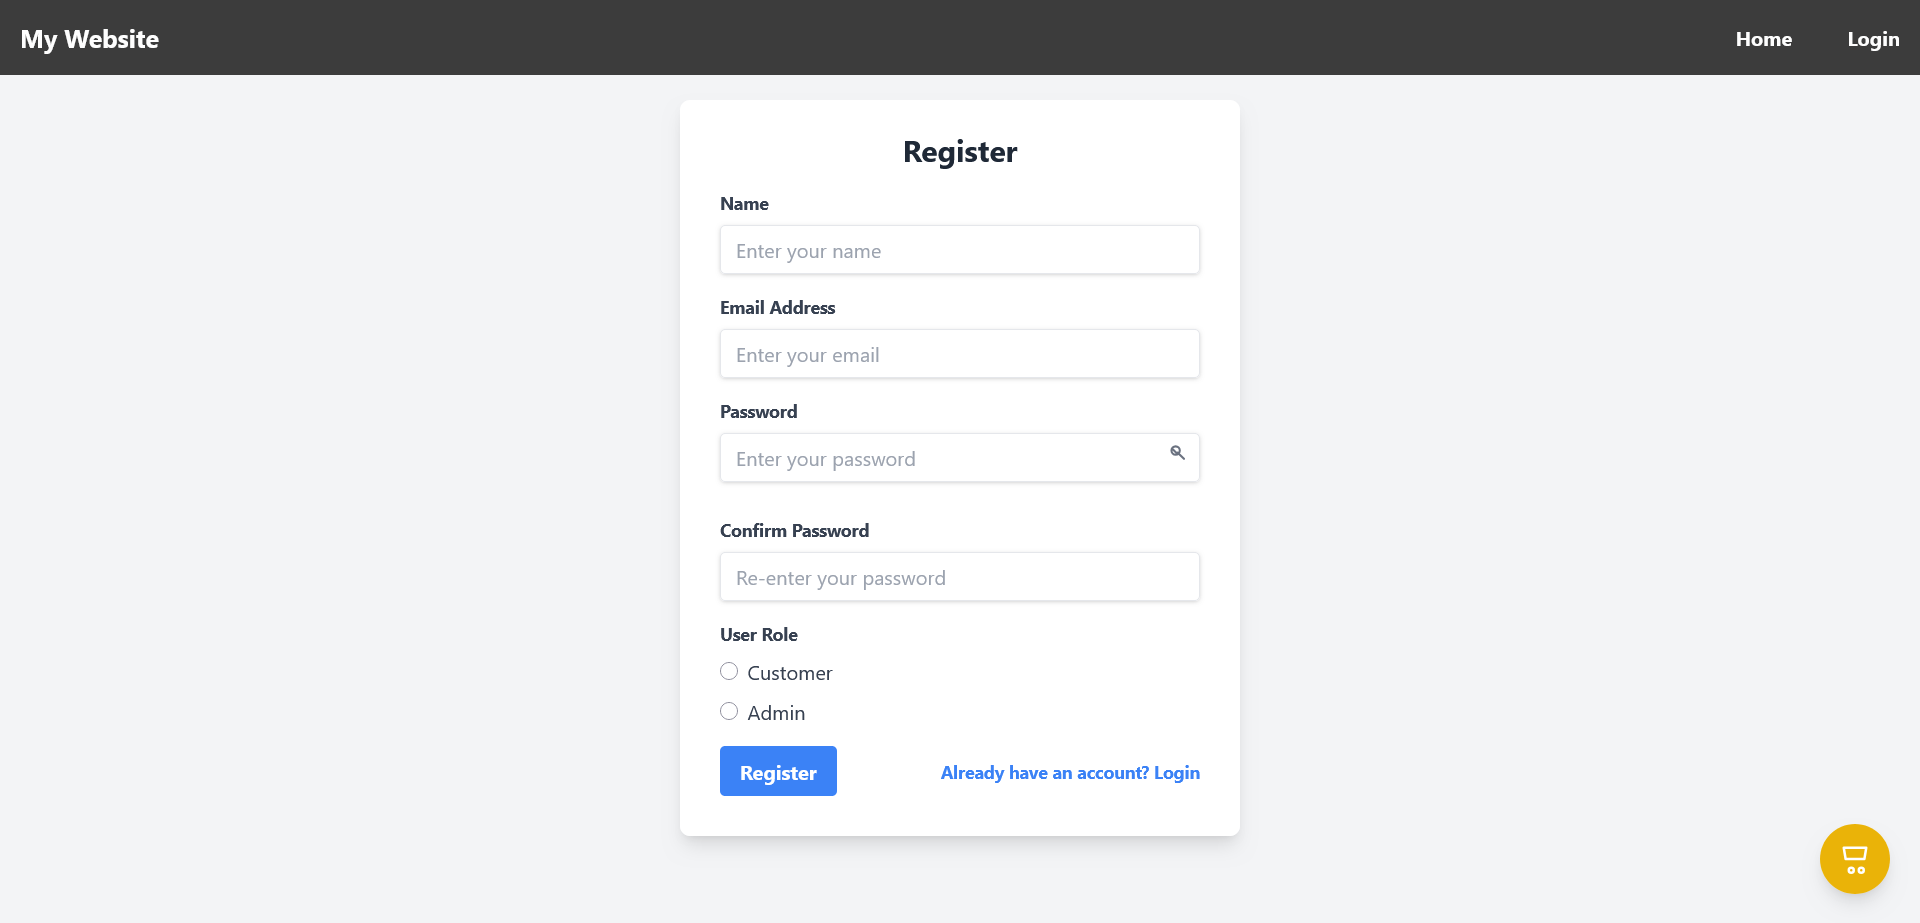 My Website
Home
Login
Register
Name
Enter your name
Email Address
Enter your email
Password
Enter your password
Confirm Password
Re-enter your password
User Role
Customer
Admin
Register
Already have an account? Login